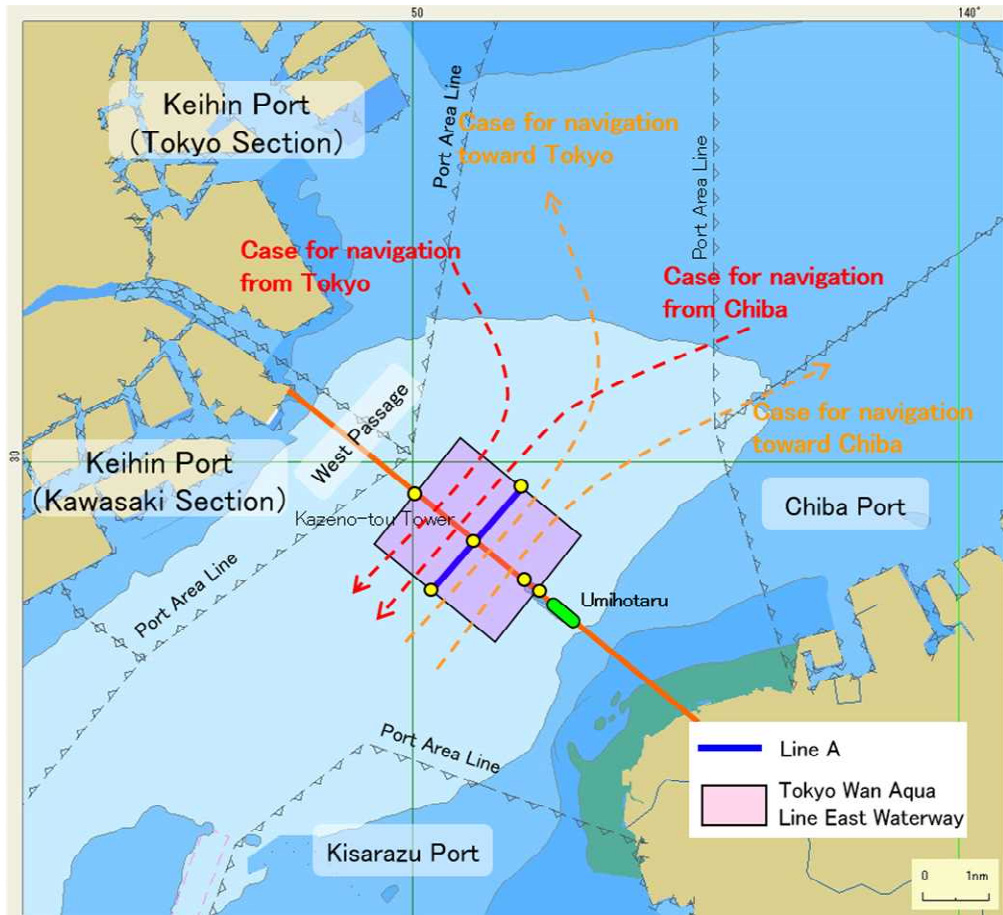 50
140°
Keihin Port
(Tokyo Section)
Port Area Line
Case for navigation
toward Tokyo
Port Area Line
Case for navigation
from Tokyo
Case for navigation
from Chiba
West Passage
Case for navigation
toward Chiba
30
Keihin Port
(Kawasaki Section)
Kazeno-tou Tower
Chiba Port
Port Area Line
Umihotaru
Port Area Line
Line A
Tokyo Wan Aqua
Line East Waterway
Kisarazu Port
0 1nm